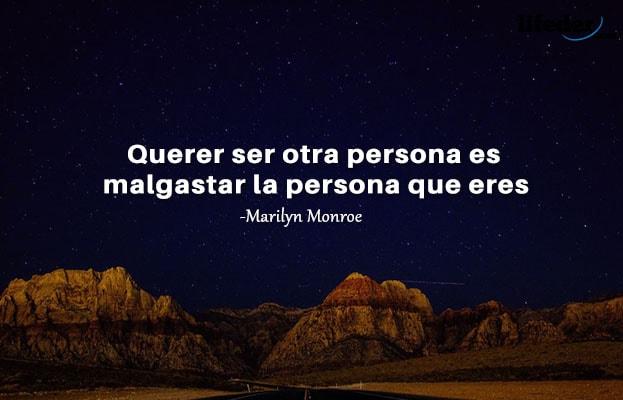 lifeder
Querer ser otra persona es
malgastar la persona que eres
-Marilyn Monroe